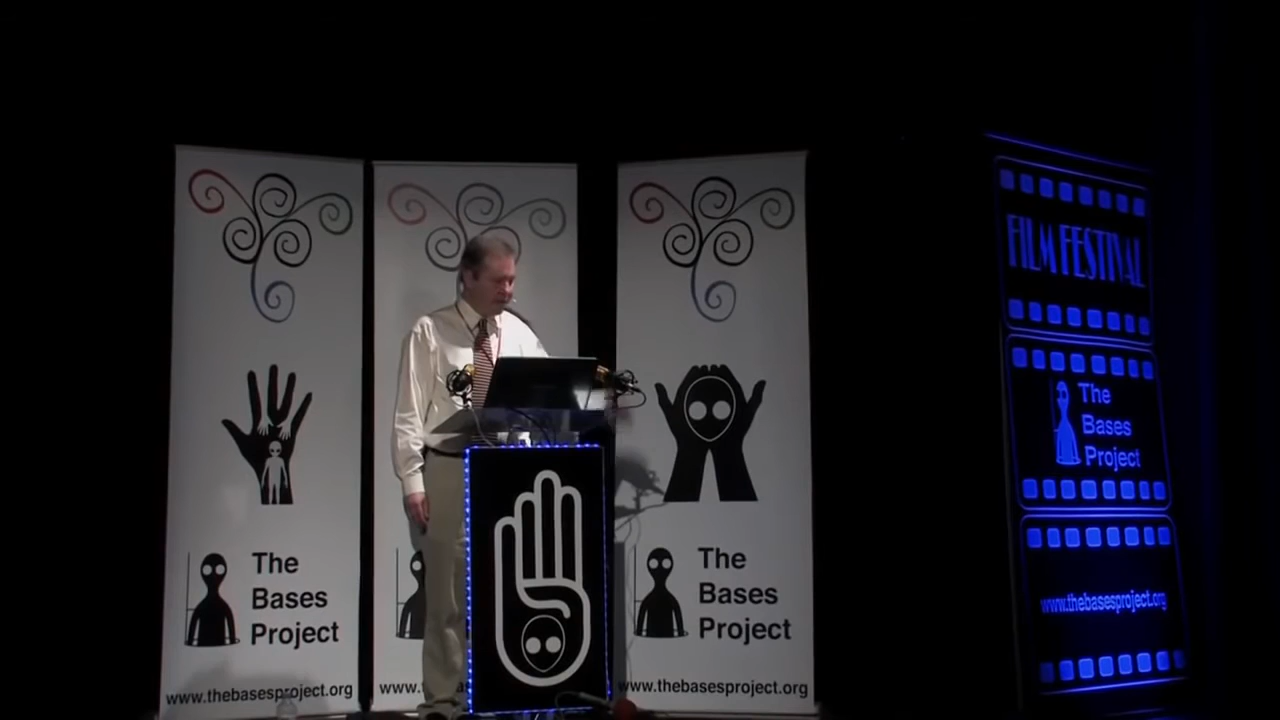 The
Bases
Project
www.thebasesproject.org
www.
The
Bases
Project
www.thebasesproject.org
FILM FESTIVAL
The
Bases
Project
www.thebasesproject.org